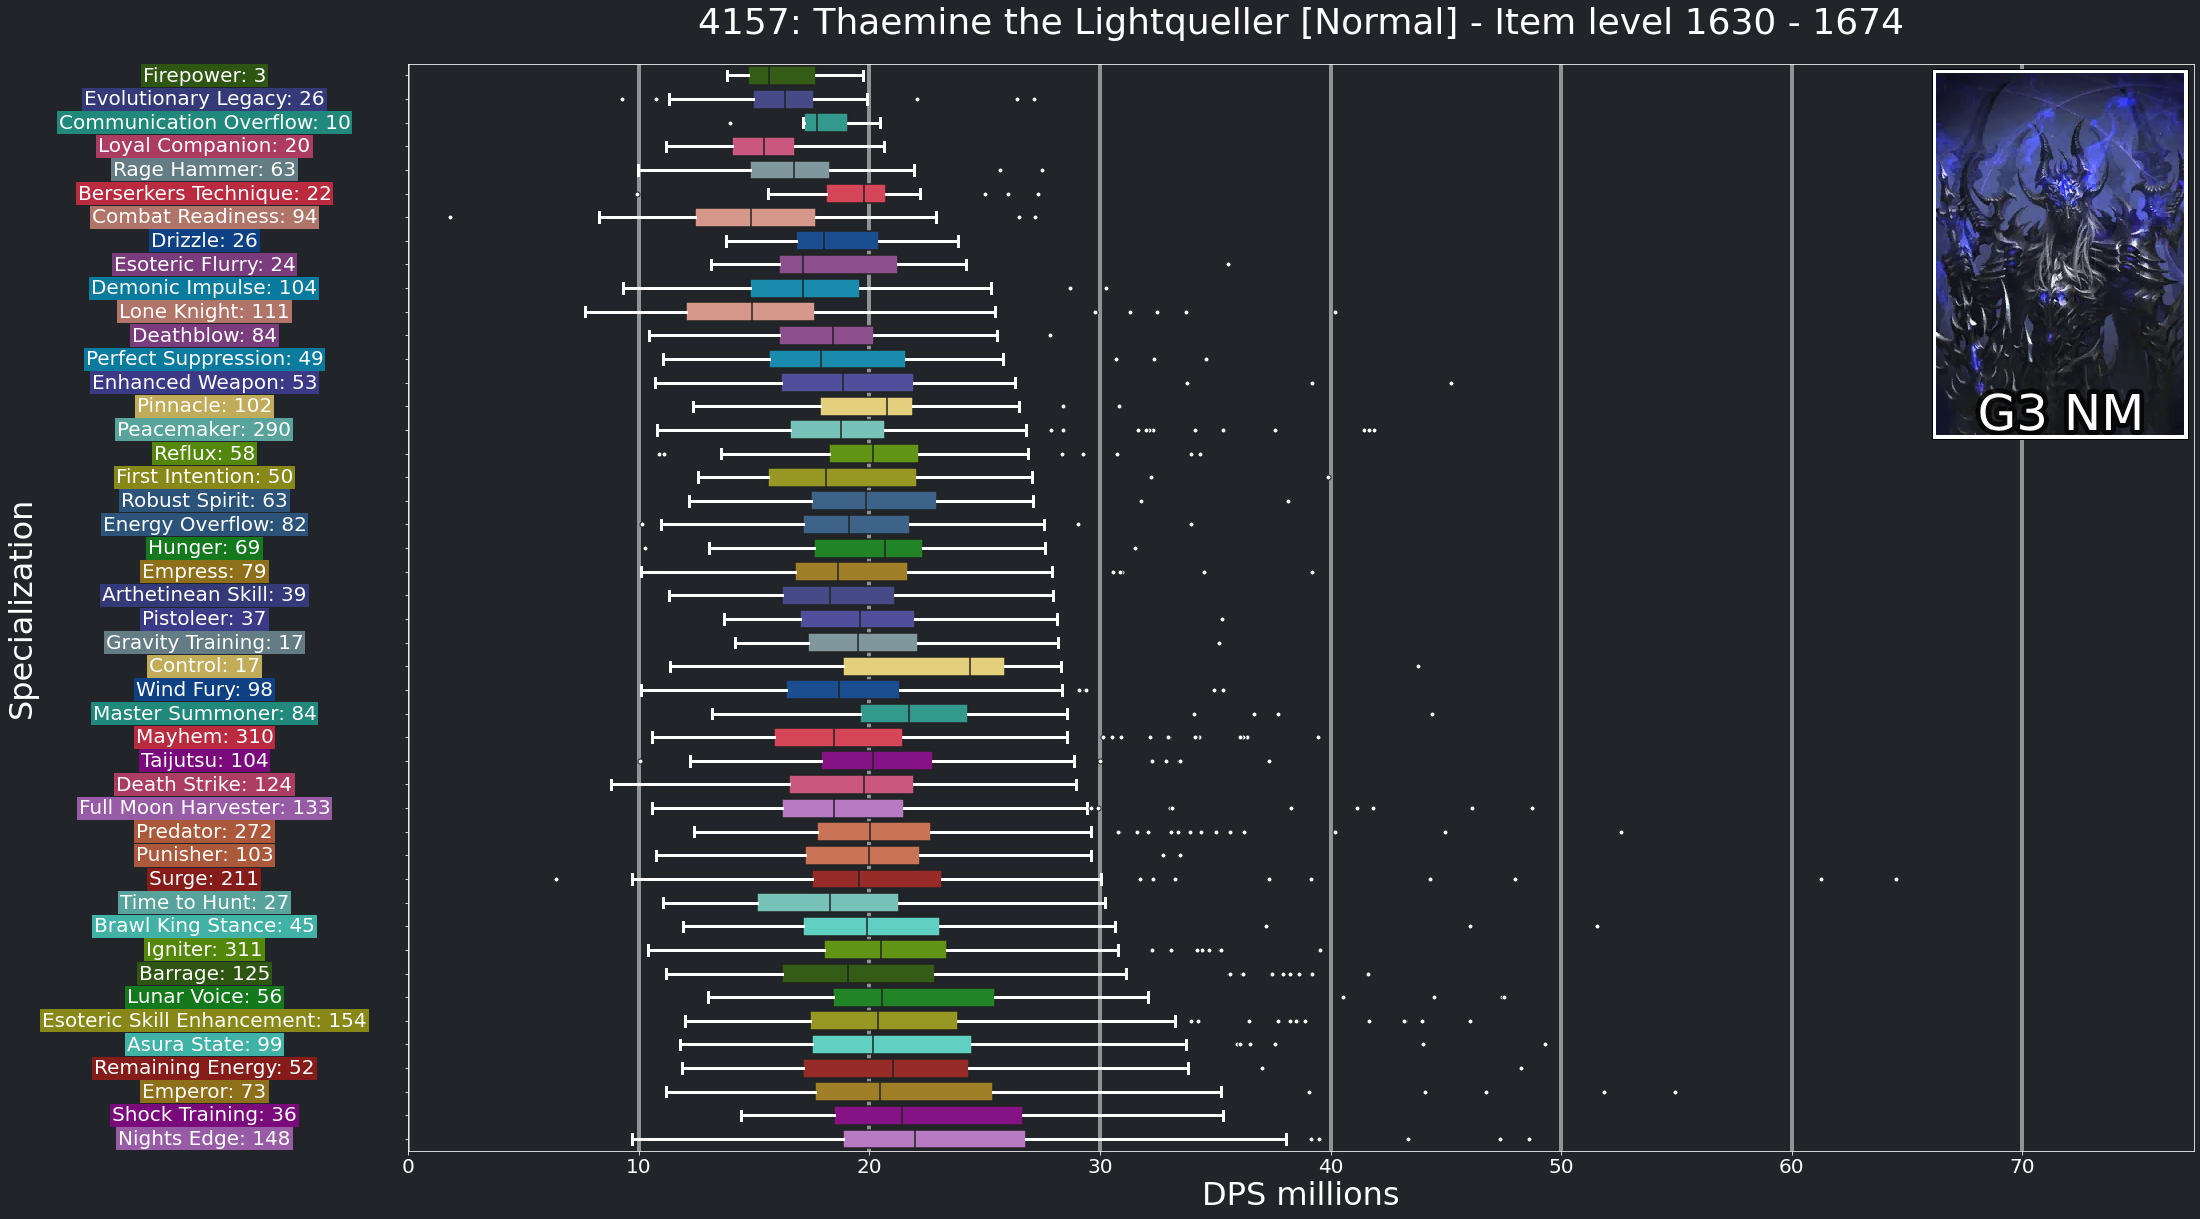 4157: Thaemine the Lightqueller [Normal] - Item level 1630 - 1674
Specialization
Firepower: 3
Evolutionary Legacy: 26
Communication Overflow: 10
Loyal Companion: 20
Rage Hammer: 63
Berserkers Technique: 22
Combat Readiness: 94
Drizzle: 26
Esoteric Flurry: 24
Demonic Impulse: 104
Lone Knight: 111
Deathblow: 84
Perfect Suppression: 49
Enhanced Weapon: 53
Pinnacle: 102
Peacemaker: 290
Reflux: 58
First Intention: 50
Robust Spirit: 63
Energy Overflow: 82
Hunger: 69
Empress: 79
Arthetinean Skill: 39
Pistoleer: 37
Gravity Training: 17
Control: 17
Wind Fury: 98
Master Summoner: 84
Mayhem: 310
Taijutsu: 104
Death Strike: 124
Full Moon Harvester: 133
Predator: 272
Punisher: 103
Surge: 211
Time to Hunt: 27
Brawl King Stance: 45
Igniter: 311
Barrage: 125
Lunar Voice: 56
Esoteric Skill Enhancement: 154
Asura State: 99
Remaining Energy: 52
Emperor: 73
Shock Training: 36
Nights Edge: 148
G3 NM
0 10 20 30 40 50 60 70
DPS millions